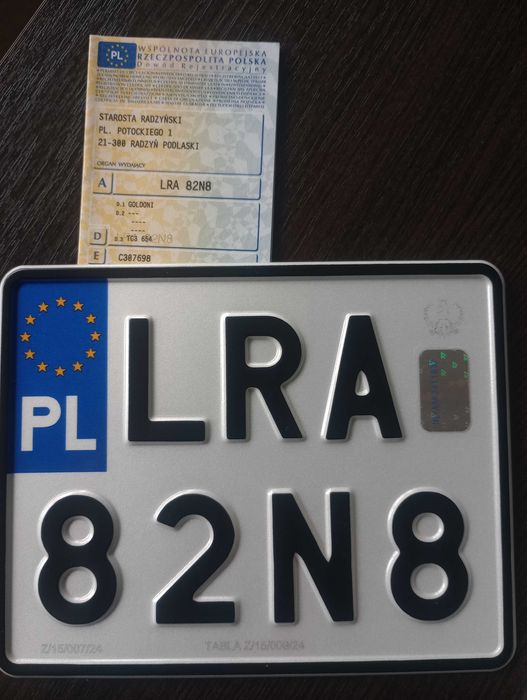 PL
WSPÓLNOTA EUROPEJSKA
RZECZPOSPOLITA POLSKA
Dowód Rejestracyjny
STAROSTA RADZYŃSKI
PL. POTOCKIEGO 1
21-300 RADZYŃ PODLASKI
ORGAN WYDAJĄCY
A LRA 82N8
D.1 GOLDONI
D.2 ---
----
----
D D.3 TG3 654
E C307698
LRA
PL
82N8
Z/15/007/24
TABLA Z/15/009/24